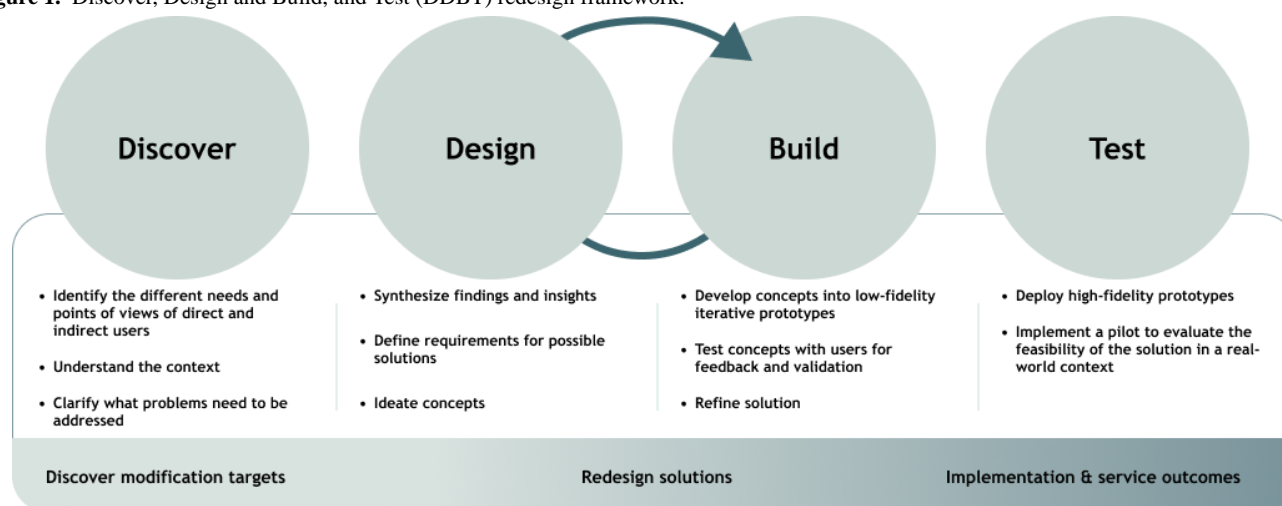 Figure 1. Discover, Design and Build, and Test (DDBT) redesign framework.
Discover
Design
Build
Test
• Identify the different needs and
points of views of direct and
indirect users
• Understand the context
• Clarify what problems need to be
addressed
• Synthesize findings and insights
• Define requirements for possible
solutions
• Ideate concepts
• Develop concepts into low-fidelity
iterative prototypes
• Test concepts with users for
feedback and validation
• Refine solution
• Deploy high-fidelity prototypes
• Implement a pilot to evaluate the
feasibility of the solution in a real-
world context
Discover modification targets
Redesign solutions
Implementation & service outcomes